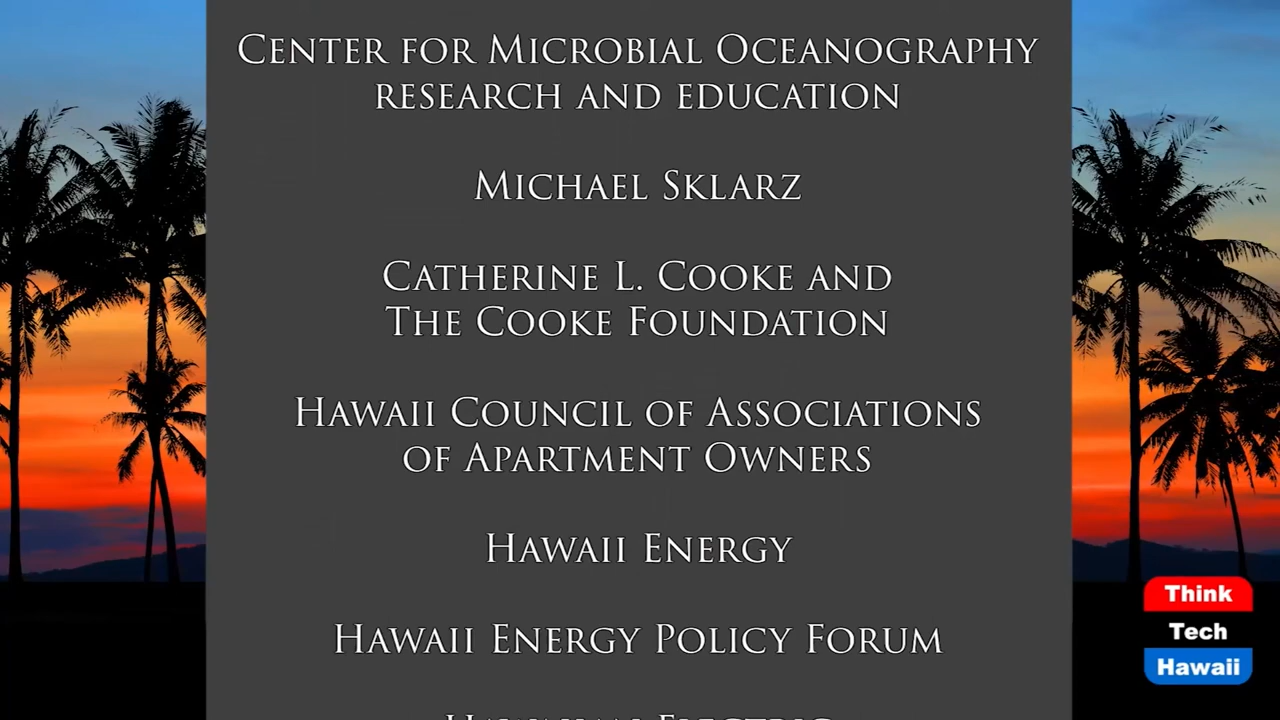 Center for Microbial Oceanography
research and education
Michael Sklarz
Catherine L. Cooke and
The Cooke Foundation
Hawaii Council of Associations
of Apartment Owners
Hawaii Energy
Hawaii Energy Policy Forum
Think
Tech
Hawaii